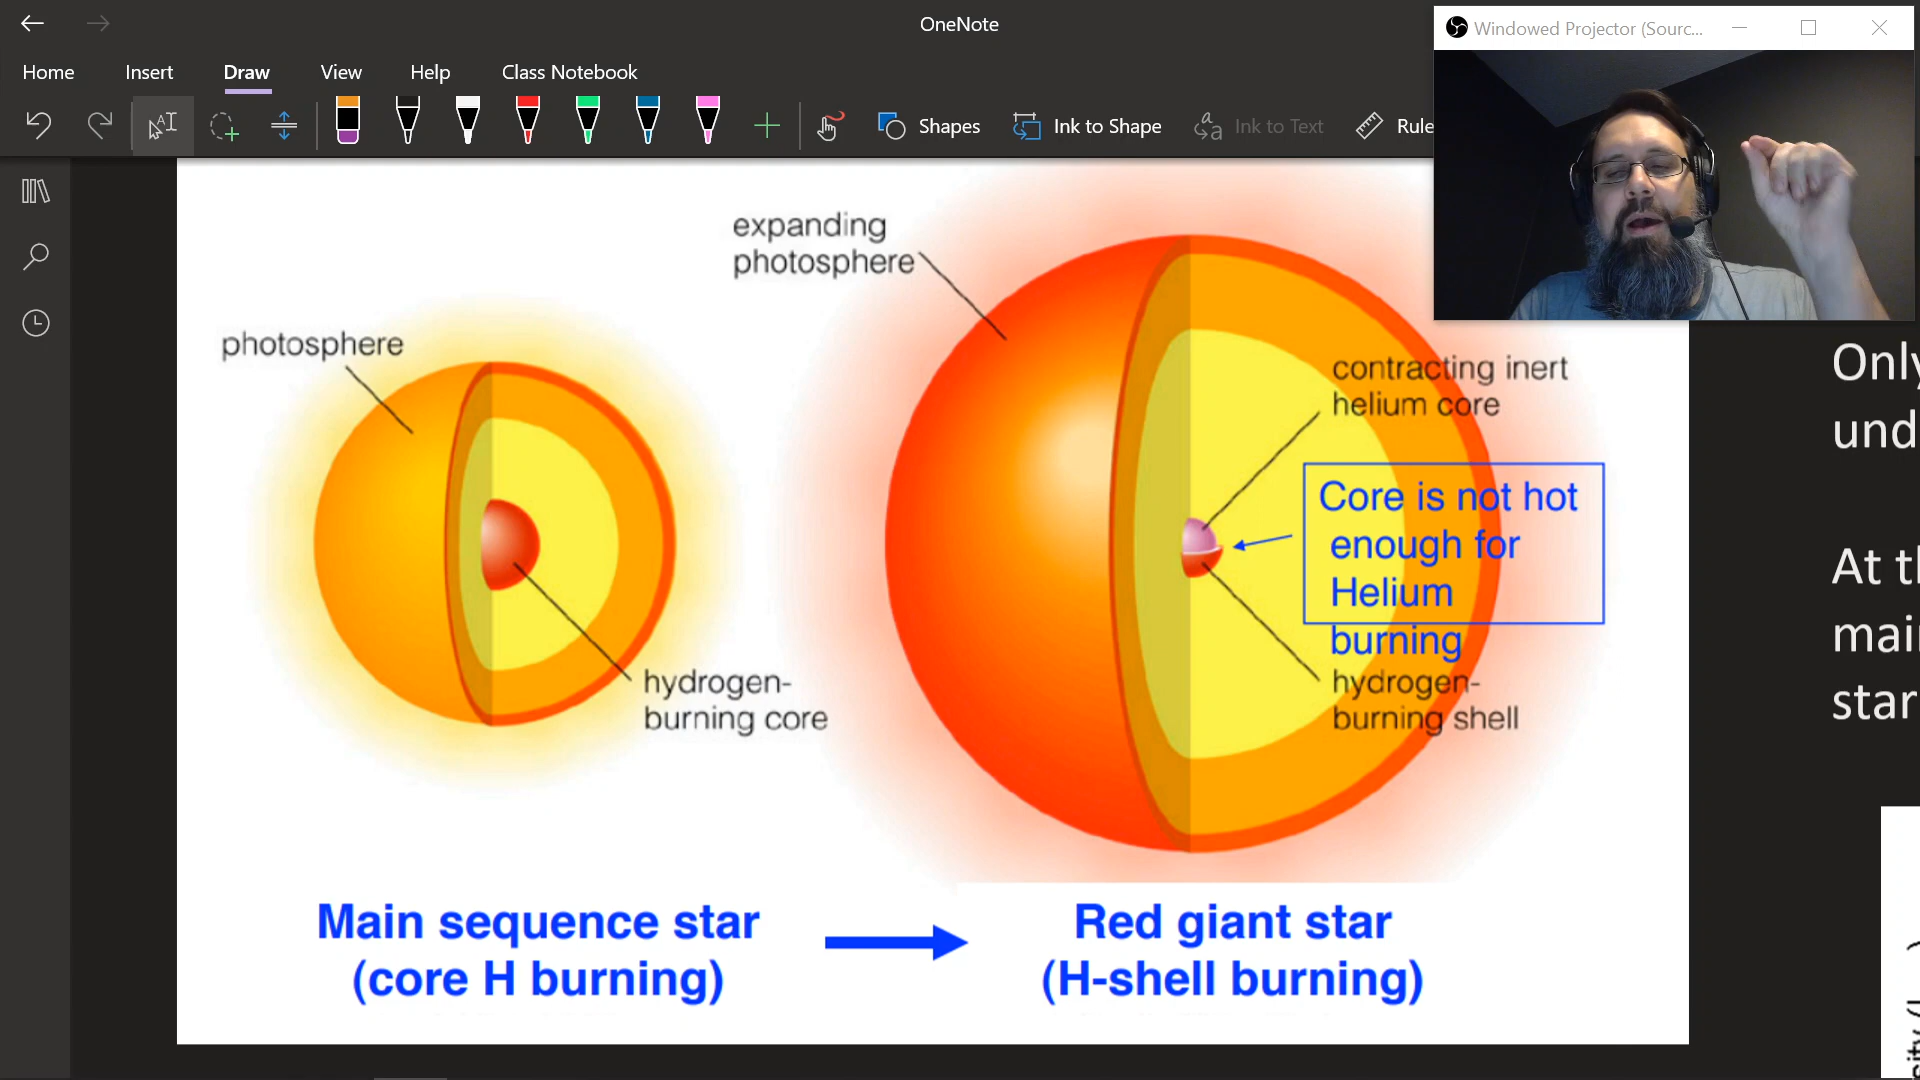 OneNote
Windowed Projector (Sourc...
Home Insert Draw View Help Class Notebook
Shapes Ink to Shape Ink to Text Rule
expanding
photosphere
photosphere
contracting inert
helium core
Core is not hot
enough for
Helium
burning
hydrogen-
burning core
hydrogen-
burning shell
Main sequence star
(core H burning)
Red giant star
(H-shell burning)
Only
und
At th
main
star